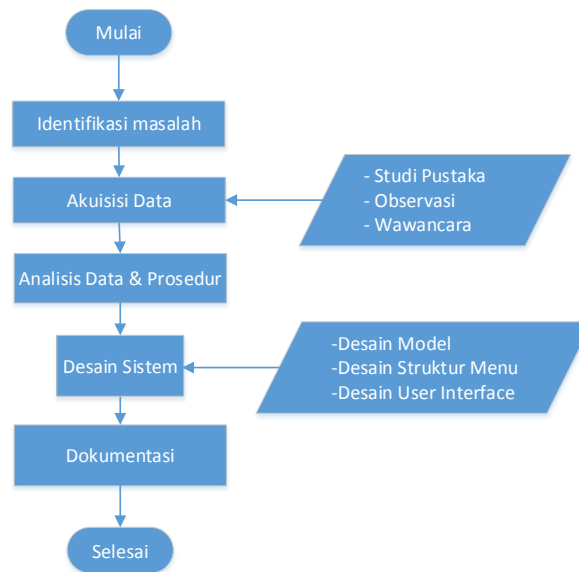 Mulai
Identifikasi masalah
Akuisisi Data
- Studi Pustaka
- Observasi
- Wawancara
Analisis Data & Prosedur
Desain Sistem
-Desain Model
-Desain Struktur Menu
-Desain User Interface
Dokumentasi
Selesai